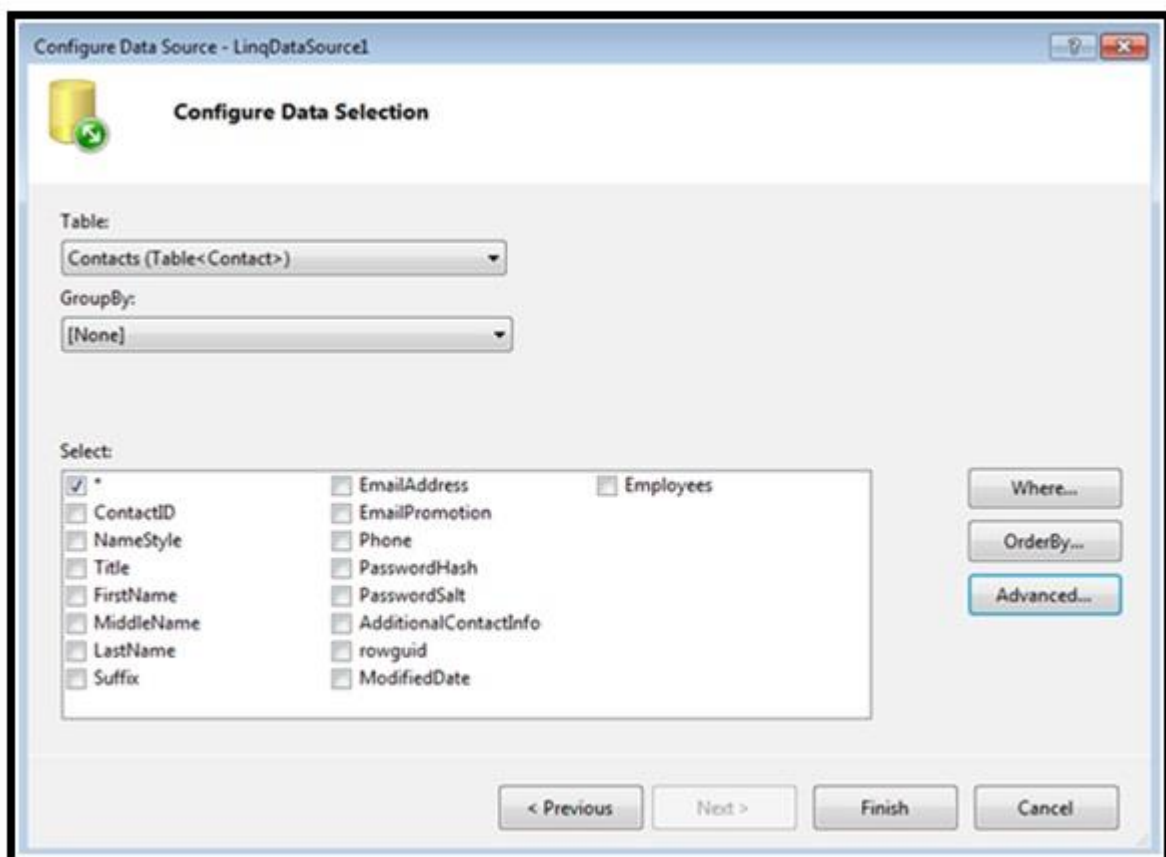 Configure Data Source - LinqDataSource1
Configure Data Selection
Table:
Contacts (Table<Contact>)
GroupBy:
[None]
Select:
*
ContactID
NameStyle
Title
FirstName
MiddleName
LastName
Suffix
EmailAddress
EmailPromotion
Phone
PasswordHash
PasswordSalt
AdditionalContactInfo
rowguid
ModifiedDate
Employees
Where...
OrderBy...
Advanced...
< Previous
Next >
Finish
Cancel